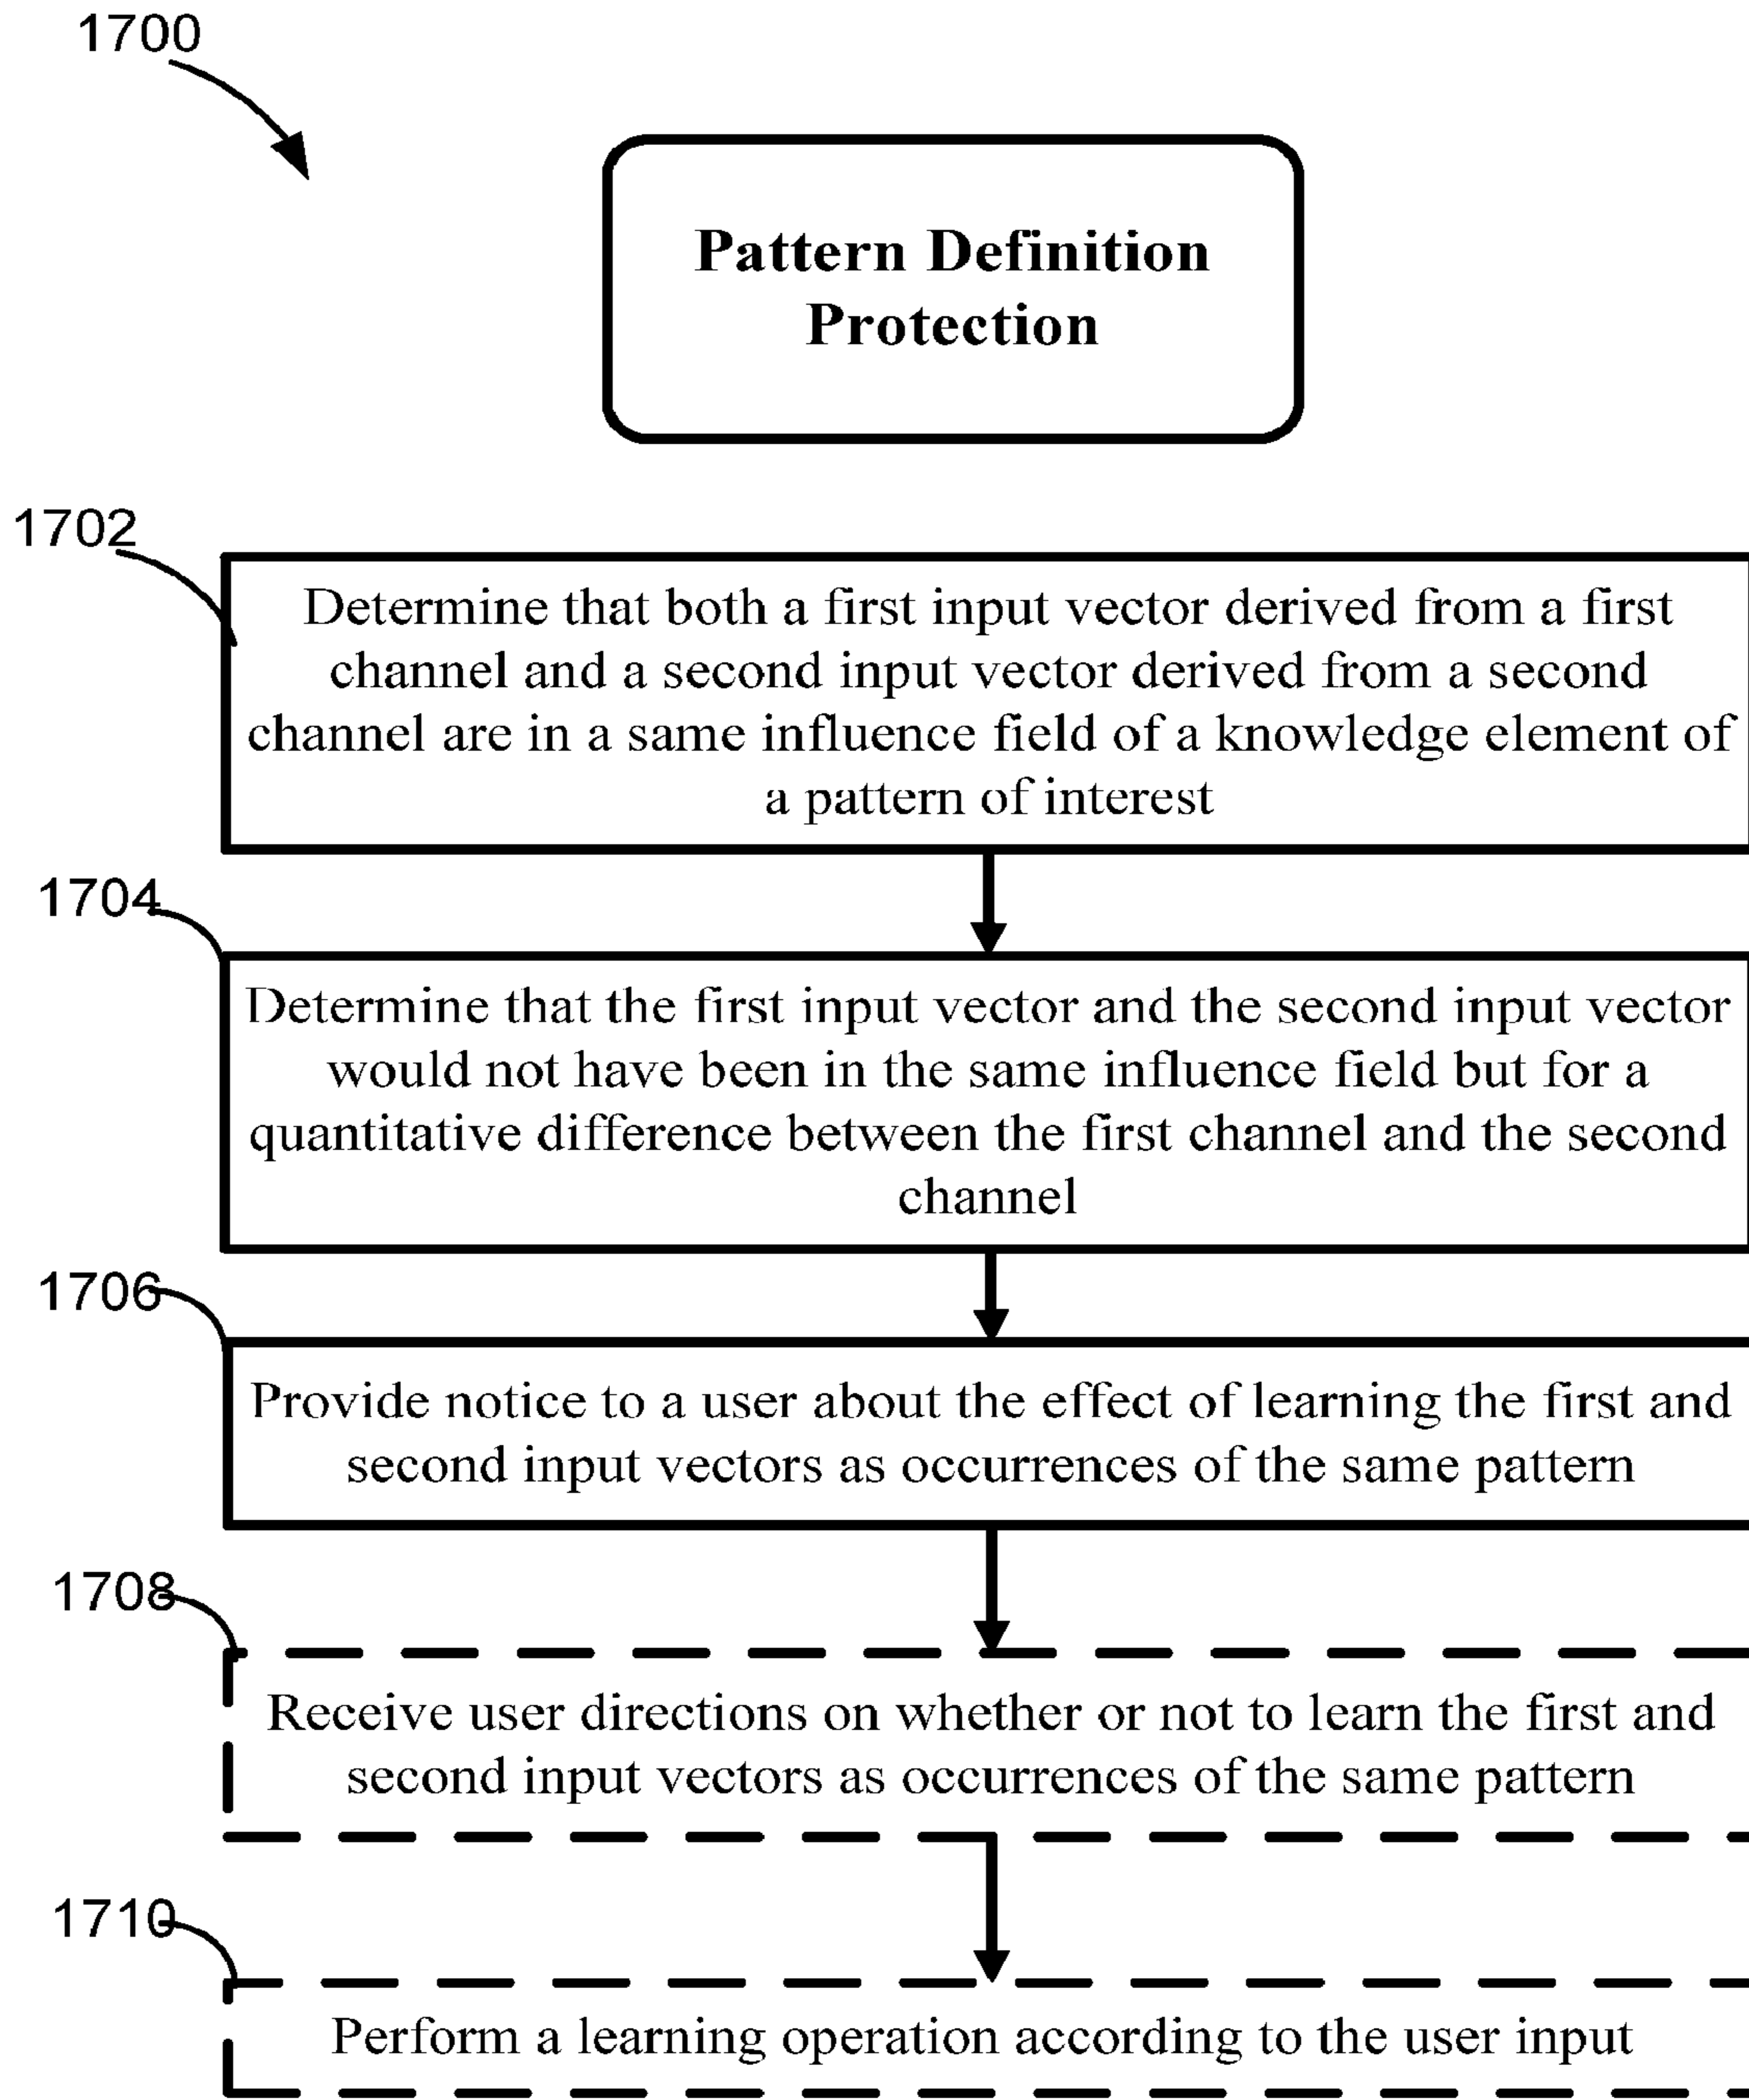 1700
Pattern Definition
Protection
1702
Determine that both a first input vector derived from a first
channel and a second input vector derived from a second
channel are in a same influence field of a knowledge element of
a pattern of interest
1704
Determine that the first input vector and the second input vector
would not have been in the same influence field but for a
quantitative difference between the first channel and the second
channel
1706
Provide notice to a user about the effect of learning the first and
second input vectors as occurrences of the same pattern
1708
Receive user directions on whether or not to learn the first and
second input vectors as occurrences of the same pattern
1710
Perform a learning operation according to the user input